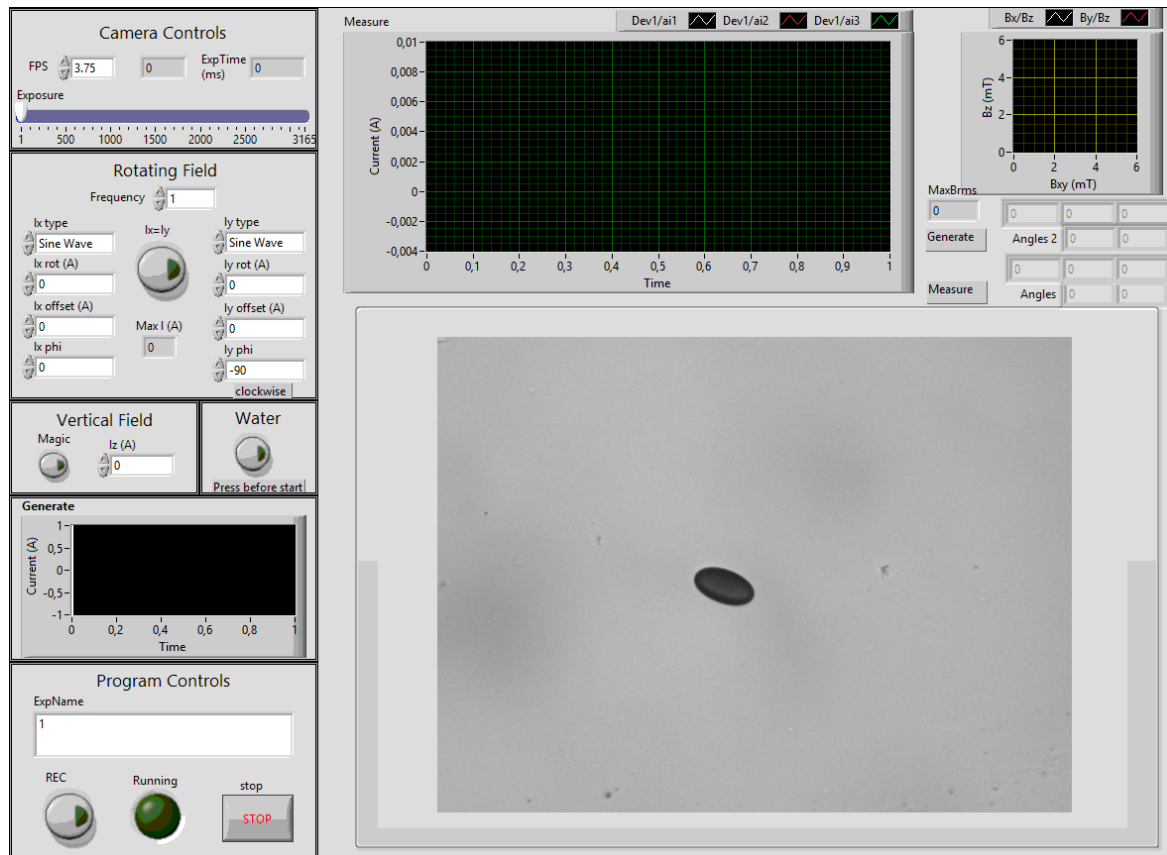 Camera Controls
FPS 3.75 0 ExpTime (ms) 0
Exposure
1 500 1000 1500 2000 2500 3165
Rotating Field
Frequency 1
Ix type Ix=Iy Iy type
Sine Wave Sine Wave
Ix rot (A) Iy rot (A)
0 0
Ix offset (A) Iy offset (A)
0 Max I (A) 0
Ix phi 0 Iy phi
0 -90
clockwise
Vertical Field
Magic Iz (A)
0
Water
Press before start
Generate
Current (A)
1
0,5
0
-0,5
-1
0 0,2 0,4 0,6 0,8 1
Time
Program Controls
ExpName
1
REC Running stop
STOP
Measure Dev1/ai1 Dev1/ai2 Dev1/ai3
Current (A)
0,01
0,008
0,006
0,004
0,002
0
-0,002
-0,004
0 0,1 0,2 0,3 0,4 0,5 0,6 0,7 0,8 0,9 1
Time
Bx/Bz By/Bz
Bz (mT)
6
4
2
0
0 2 4 6
Bxy (mT)
MaxBrms
0 0 0 0
Generate Angles 2 0 0
0 0 0
Measure Angles 0 0